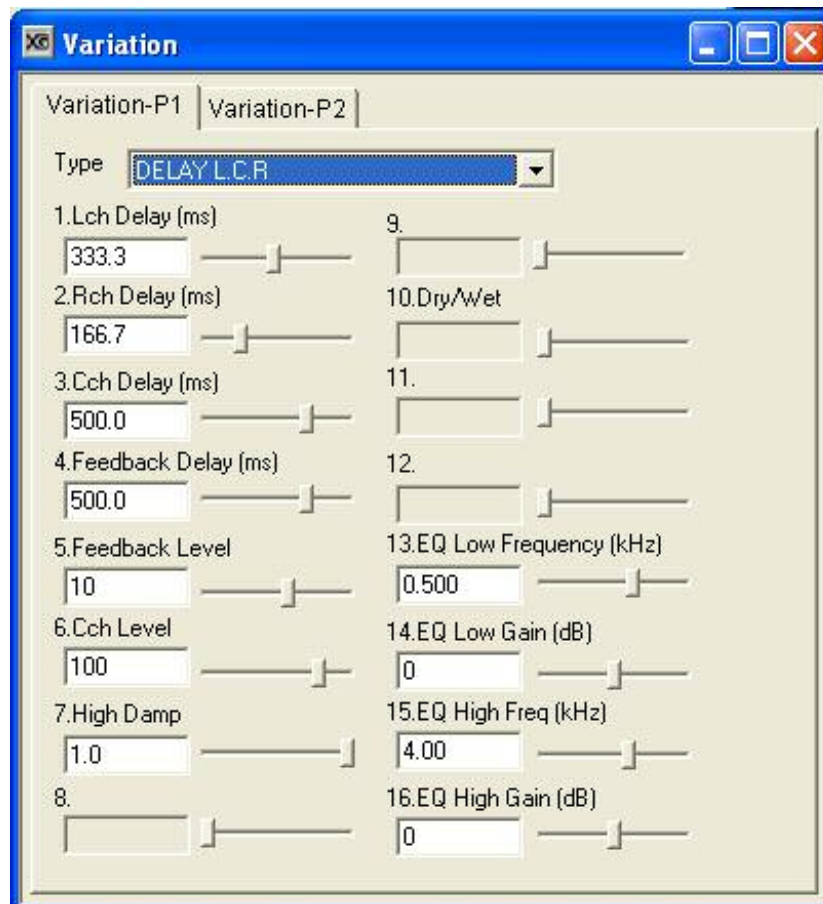 XG Variation
Variation-P1 Variation-P2
Type DELAY L.C.R
1.Lch Delay (ms)
333.3
2.Rch Delay (ms)
166.7
3.Cch Delay (ms)
500.0
4.Feedback Delay (ms)
500.0
5.Feedback Level
10
6.Cch Level
100
7.High Damp
1.0
8.
9.
10.Dry/Wet
11.
12.
13.EQ Low Frequency (kHz)
0.500
14.EQ Low Gain (dB)
0
15.EQ High Freq (kHz)
4.00
16.EQ High Gain (dB)
0